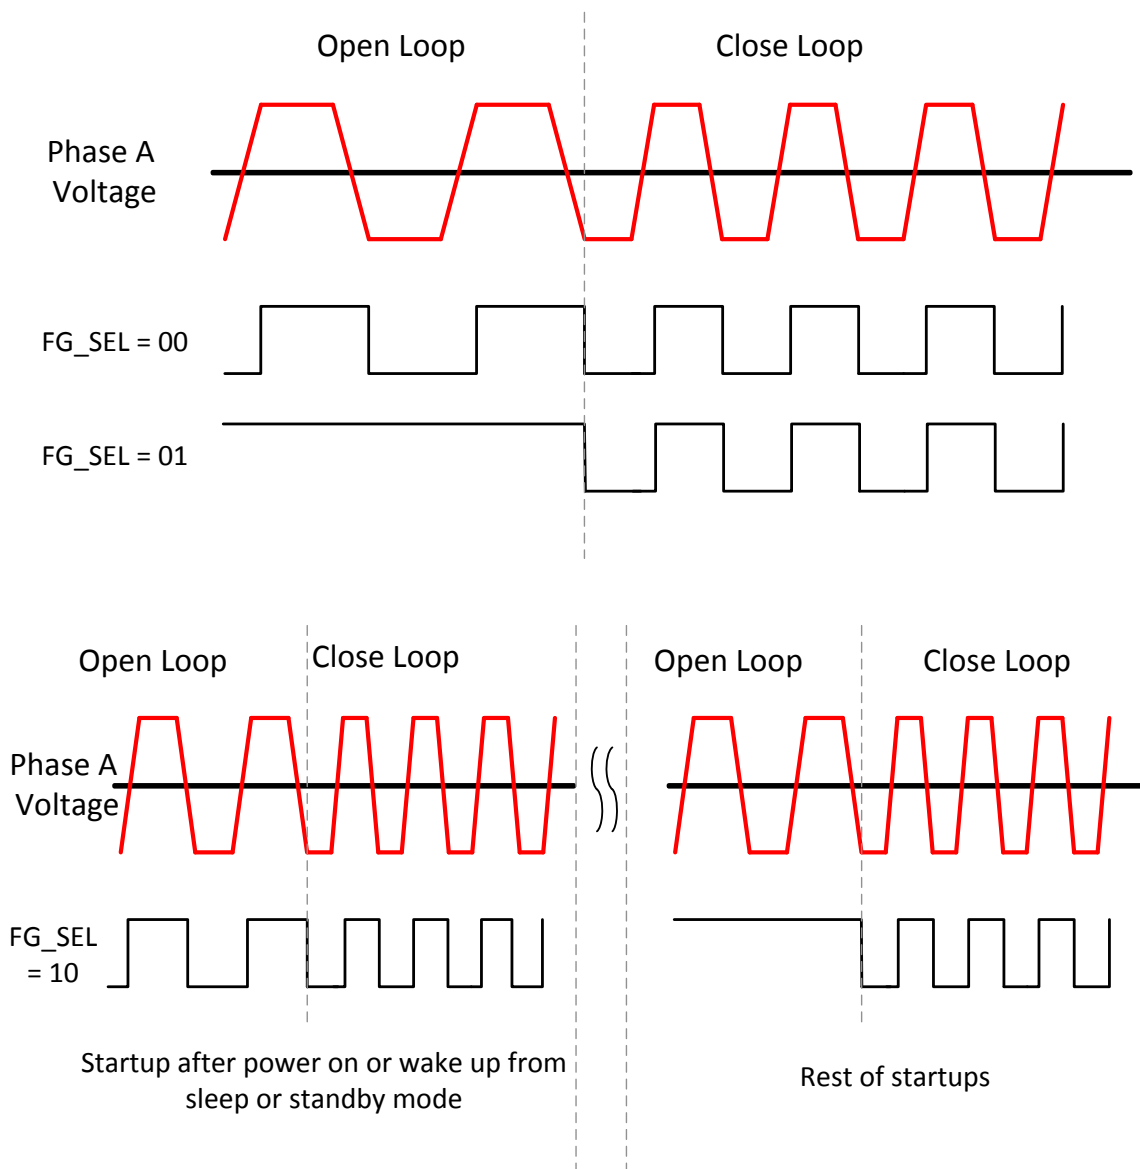 Open Loop
Close Loop
Phase A
Voltage
FG_SEL = 00
FG_SEL = 01
Open Loop
Close Loop
Open Loop
Close Loop
Phase A
Voltage
FG_SEL
= 10
Startup after power on or wake up from
sleep or standby mode
Rest of startups